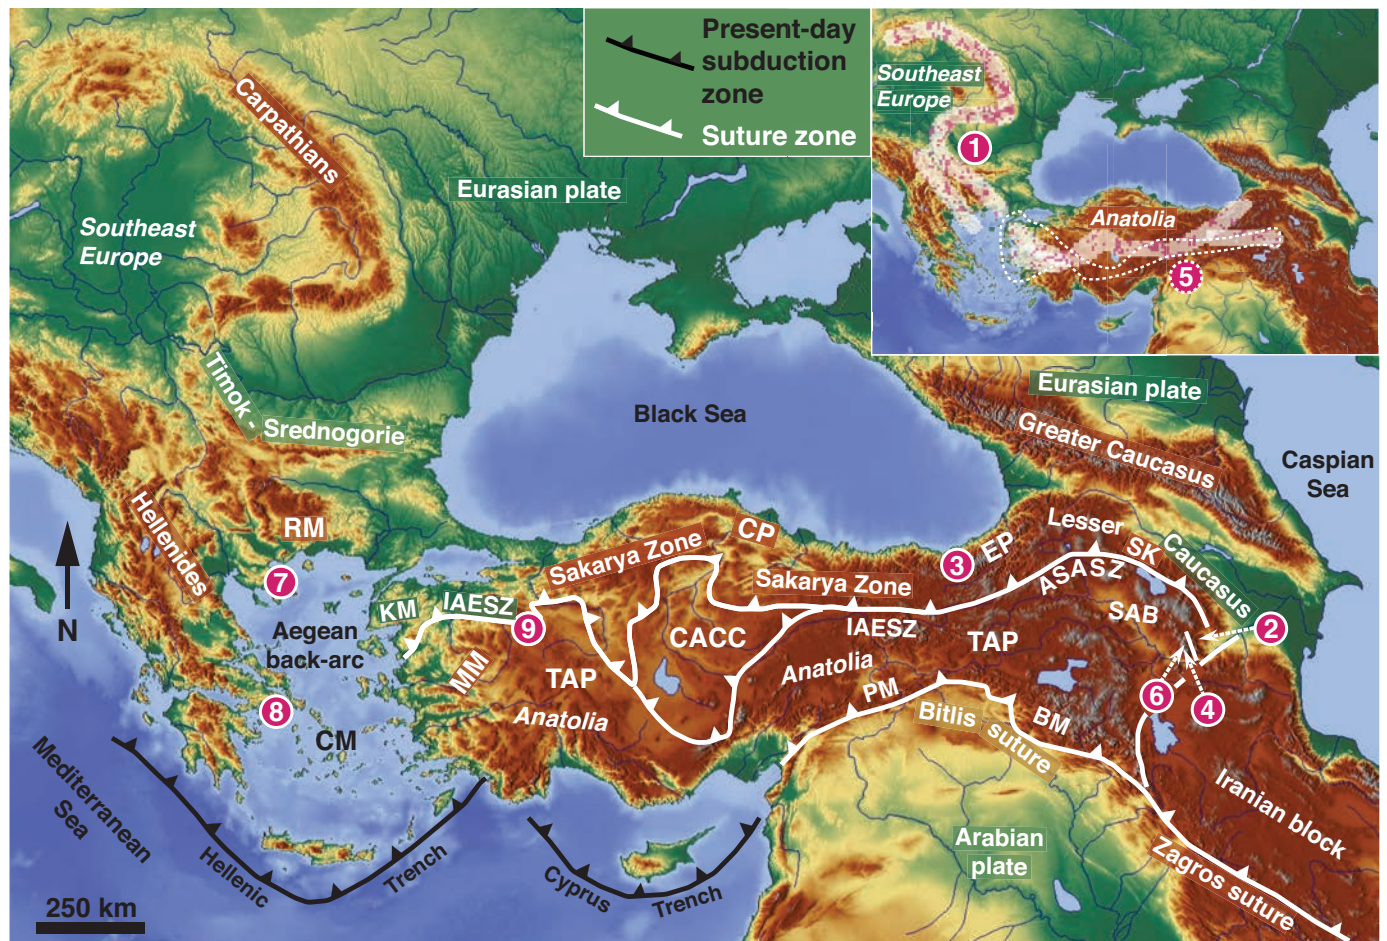 Present-day
subduction
zone
Suture zone
Southeast
Europe
1
Anatolia
5
Carpathians
Eurasian plate
Southeast
Europe
Timok -
Srednogorie
Black Sea
Eurasian plate
Greater Caucasus
Caspian
Sea
Hellenides
RM
CP
Lesser
Caucasus
SK
EP
3
Sakarya Zone
Sakarya Zone
ASASZ
7
N
KM
IAESZ
9
SAB
2
Aegean
back-arc
CACC
IAESZ
TAP
MM
TAP
Anatolia
Anatolia
PM
6
4
8
CM
Bitlis suture
BM
Mediterranean
Sea
Iranian block
Hellenic
Trench
Cyprus
Trench
Arabian
plate
Zagros suture
250 km